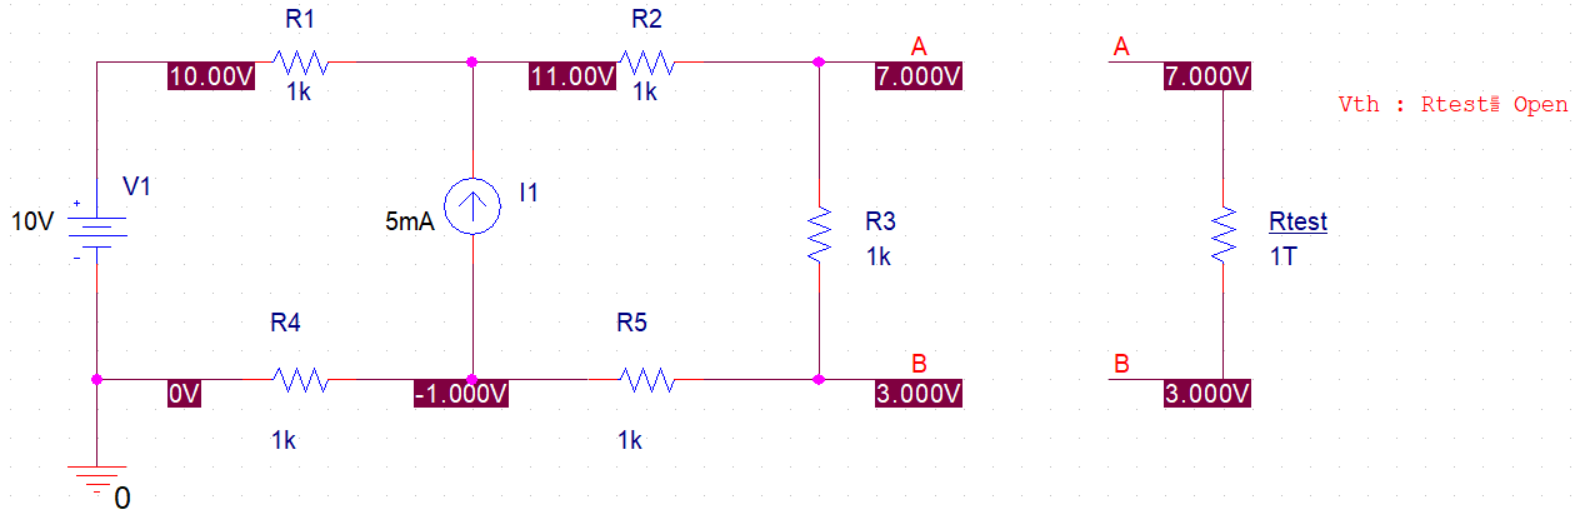 R1
R2
A
A
10.00V
11.00V
7.000V
7.000V
1k
1k
Vth : Rtest Open
V1
+
10V
-
I1
5mA
R3
1k
Rtest
1T
R4
R5
B
B
0V
-1.000V
3.000V
3.000V
1k
1k
0